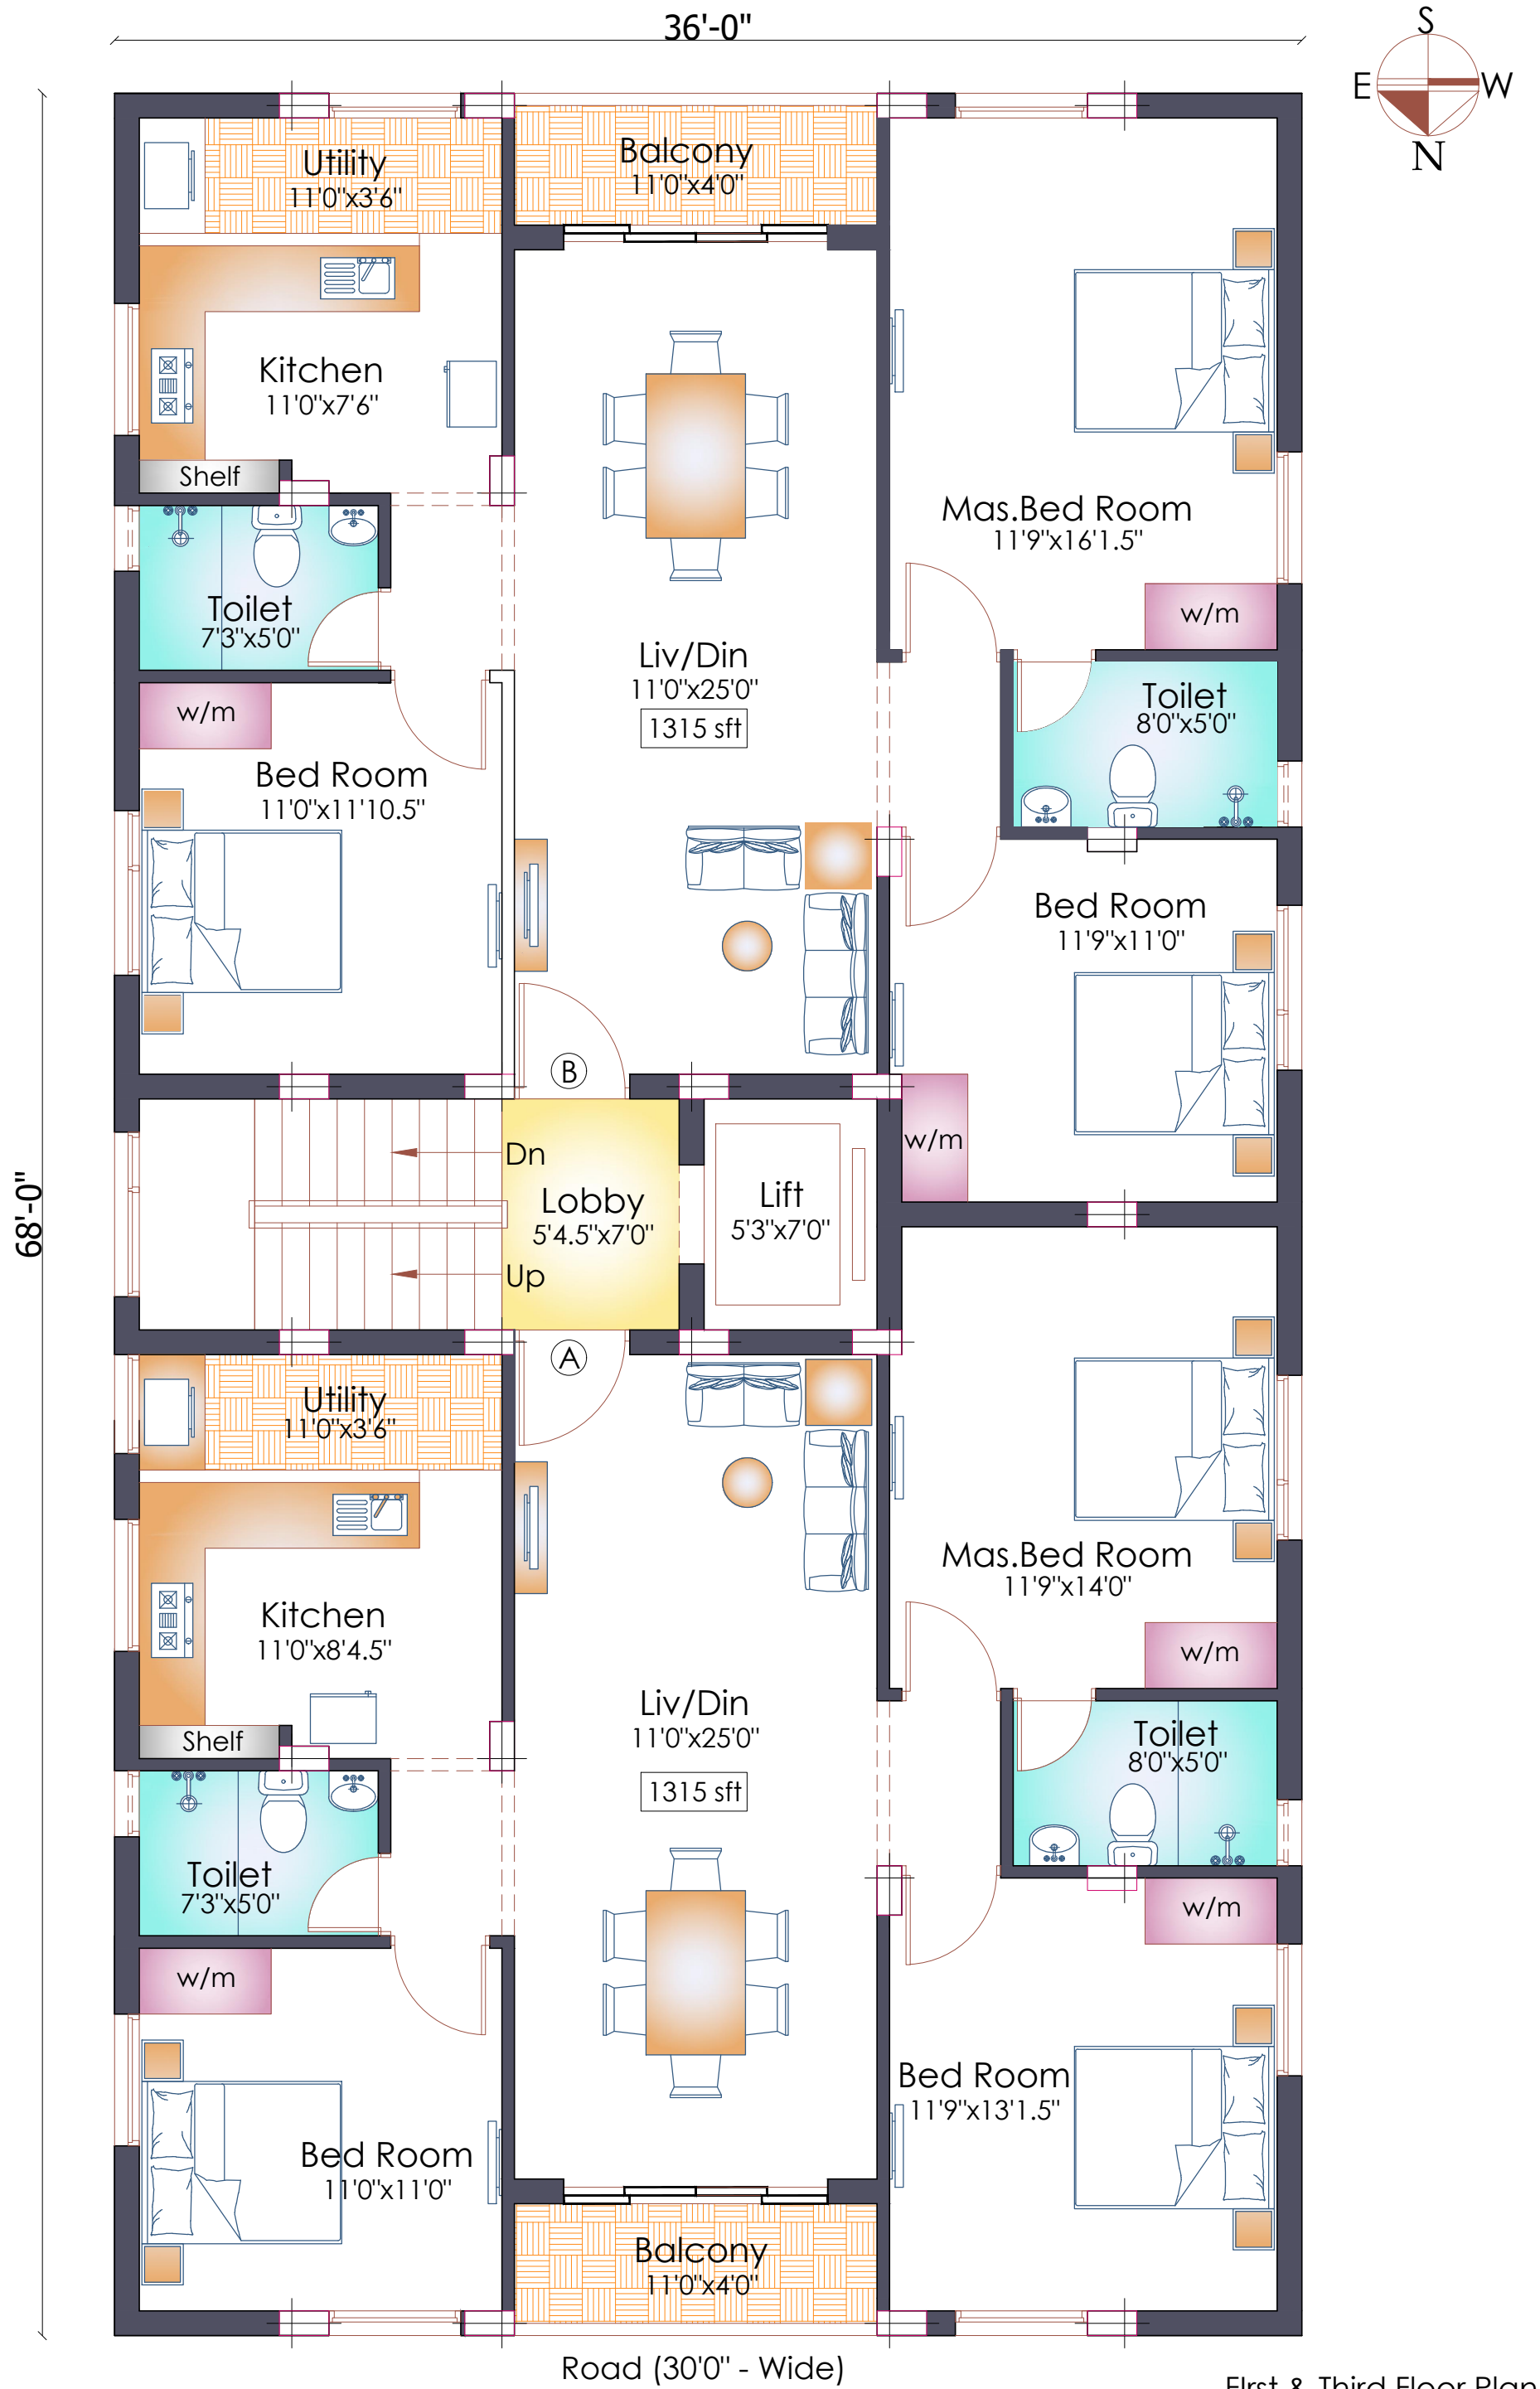 36'-0"
S
E
W
N
Utility
11'0"x3'6"
Balcony
11'0"x4'0"
Kitchen
11'0"x7'6"
Shelf
Mas.Bed Room
11'9"x16'1.5"
w/m
Toilet
7'3"x5'0"
Liv/Din
11'0"x25'0"
1315 sft
Toilet
8'0"x5'0"
w/m
Bed Room
11'0"x11'10.5"
Bed Room
11'9"x11'0"
B
w/m
Dn
Lobby
5'4.5"x7'0"
Up
Lift
5'3"x7'0"
68'-0"
A
Utility
11'0"x3'6"
Kitchen
11'0"x8'4.5"
Shelf
Mas.Bed Room
11'9"x14'0"
w/m
Liv/Din
11'0"x25'0"
1315 sft
Toilet
8'0"x5'0"
Toilet
7'3"x5'0"
w/m
w/m
Bed Room
11'9"x13'1.5"
Bed Room
11'0"x11'0"
Balcony
11'0"x4'0"
Road (30'0" - Wide)
FIrst & Third Floor Plan